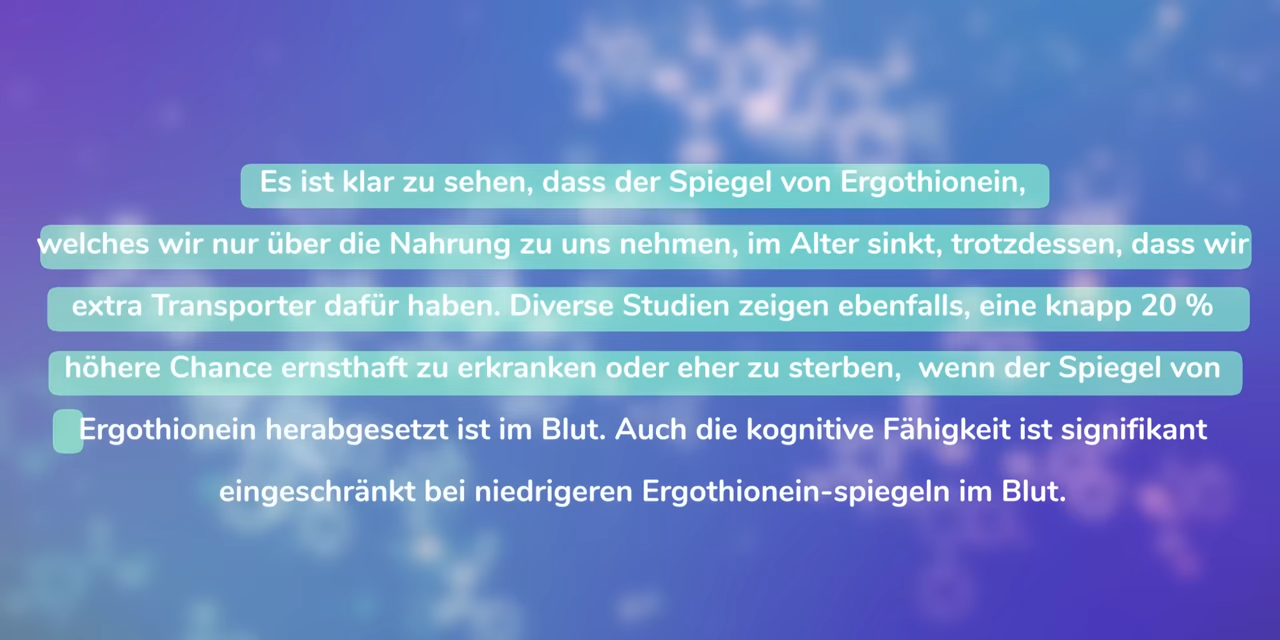 Es ist klar zu sehen, dass der Spiegel von Ergothionein,
welches wir nur über die Nahrung zu uns nehmen, im Alter sinkt, trotzdessen, dass wir
extra Transporter dafür haben. Diverse Studien zeigen ebenfalls, eine knapp 20 %
höhere Chance ernsthaft zu erkranken oder eher zu sterben,  wenn der Spiegel von
Ergothionein herabgesetzt ist im Blut. Auch die kognitive Fähigkeit ist signifikant
eingeschränkt bei niedrigeren Ergothionein-spiegeln im Blut.